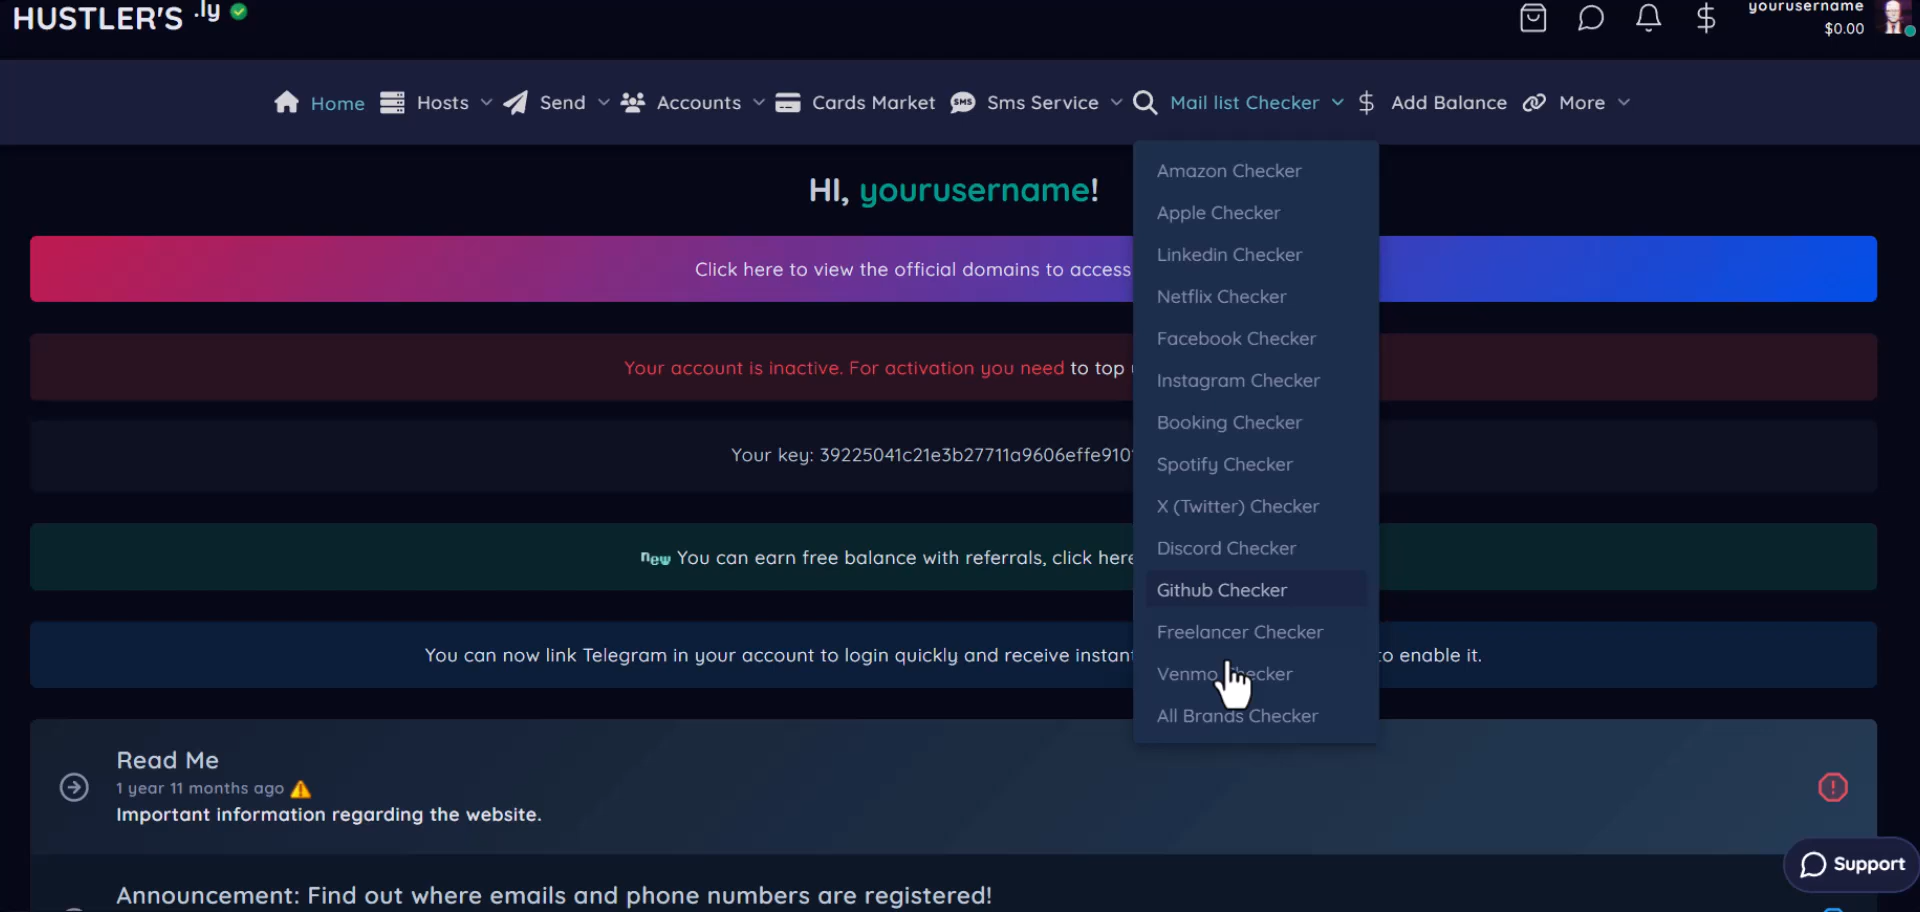 HUSTLER'S .ly
yourusername
$0.00
Home Hosts Send Accounts Cards Market SMS Sms Service Mail list Checker $ Add Balance More
HI, yourusername!
Click here to view the official domains to access
Your account is inactive. For activation you need to top
Your key: 39225041c21e3b27711a9606effe910
new You can earn free balance with referrals, click here
You can now link Telegram in your account to login quickly and receive instant to enable it.
Amazon Checker
Apple Checker
Linkedin Checker
Netflix Checker
Facebook Checker
Instagram Checker
Booking Checker
Spotify Checker
X (Twitter) Checker
Discord Checker
Github Checker
Freelancer Checker
Venmo Checker
All Brands Checker
Read Me
1 year 11 months ago
Important information regarding the website.
Support
Announcement: Find out where emails and phone numbers are registered!